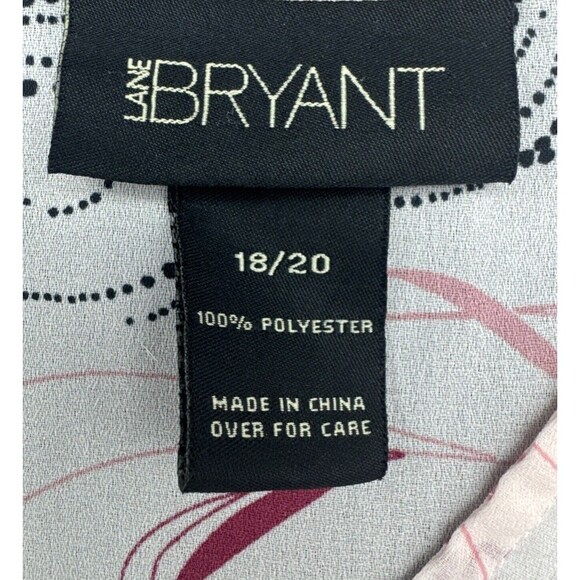 LANE BRYANT
18/20
100% POLYESTER
MADE IN CHINA
OVER FOR CARE